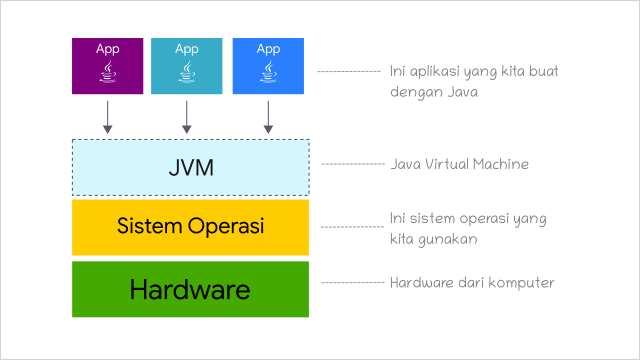 App
App
App
Ini aplikasi yang kita buat
dengan Java
JVM
Java Virtual Machine
Sistem Operasi
Ini sistem operasi yang
kita gunakan
Hardware
Hardware dari komputer